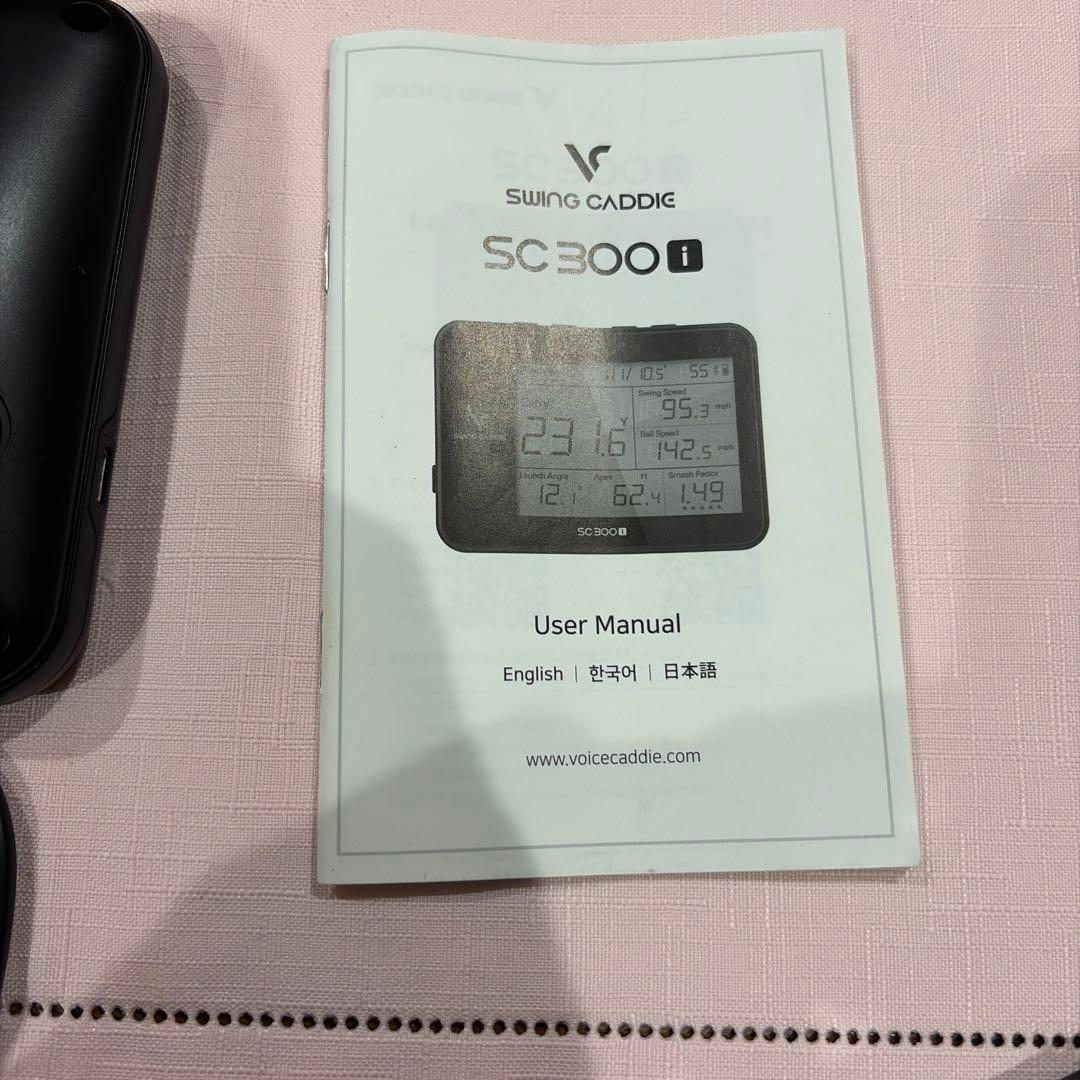 SWING CADDIE
SC300i
10.5° 55
Carry
Swing Speed
95.3 mph
231.6 Y
Ball Speed
142.5 mph
Launch Angle Apex ft Smash Factor
12.1° 62.4 1.49
SC300i
User Manual
English | 한국어 | 日本語
www.voicecaddie.com